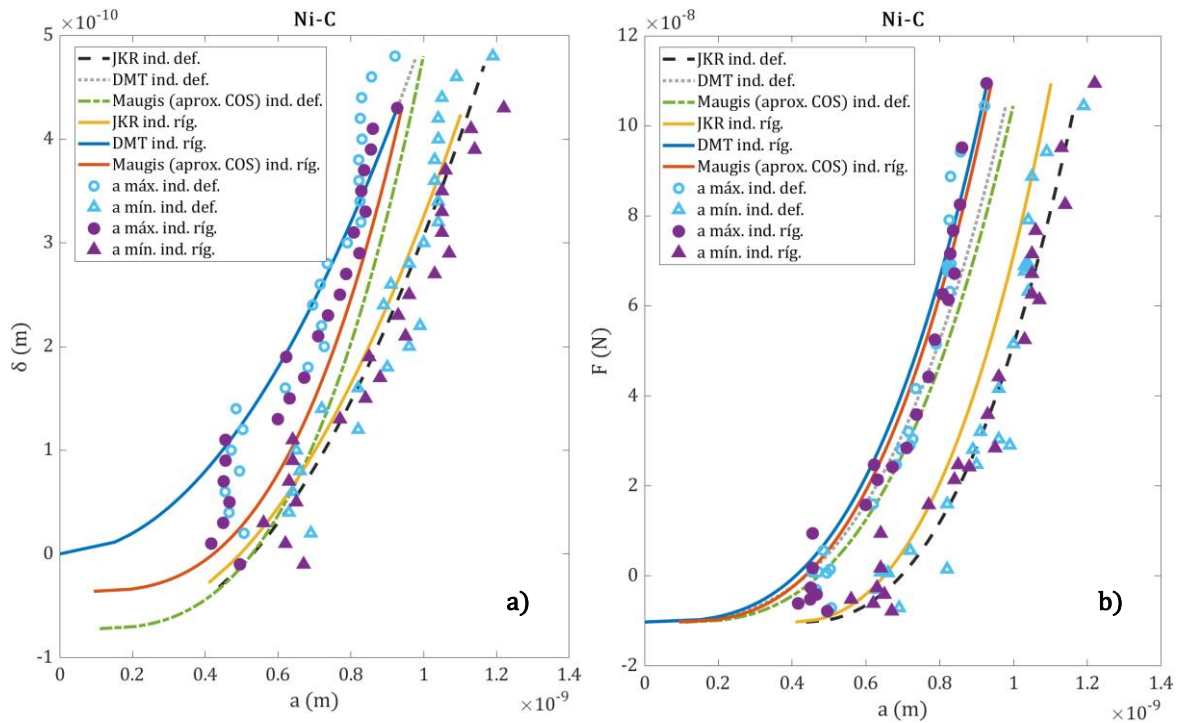 Ni-C
×10⁻¹⁰
5
4
3
2
1
0
-1
δ (m)
JKR ind. def.
DMT ind. def.
Maugis (aprox. COS) ind. def.
JKR ind. ríg.
DMT ind. ríg.
Maugis (aprox. COS) ind. ríg.
a máx. ind. def.
a mín. ind. def.
a máx. ind. ríg.
a mín. ind. ríg.
a)
0 0.2 0.4 0.6 0.8 1 1.2 1.4
a (m)
×10⁻⁹
Ni-C
×10⁻⁸
12
10
8
6
4
2
0
-2
F (N)
JKR ind. def.
DMT ind. def.
Maugis (aprox. COS) ind. def.
JKR ind. ríg.
DMT ind. ríg.
Maugis (aprox. COS) ind. ríg.
a máx. ind. def.
a mín. ind. def.
a máx. ind. ríg.
a mín. ind. ríg.
b)
0 0.2 0.4 0.6 0.8 1 1.2 1.4
a (m)
×10⁻⁹